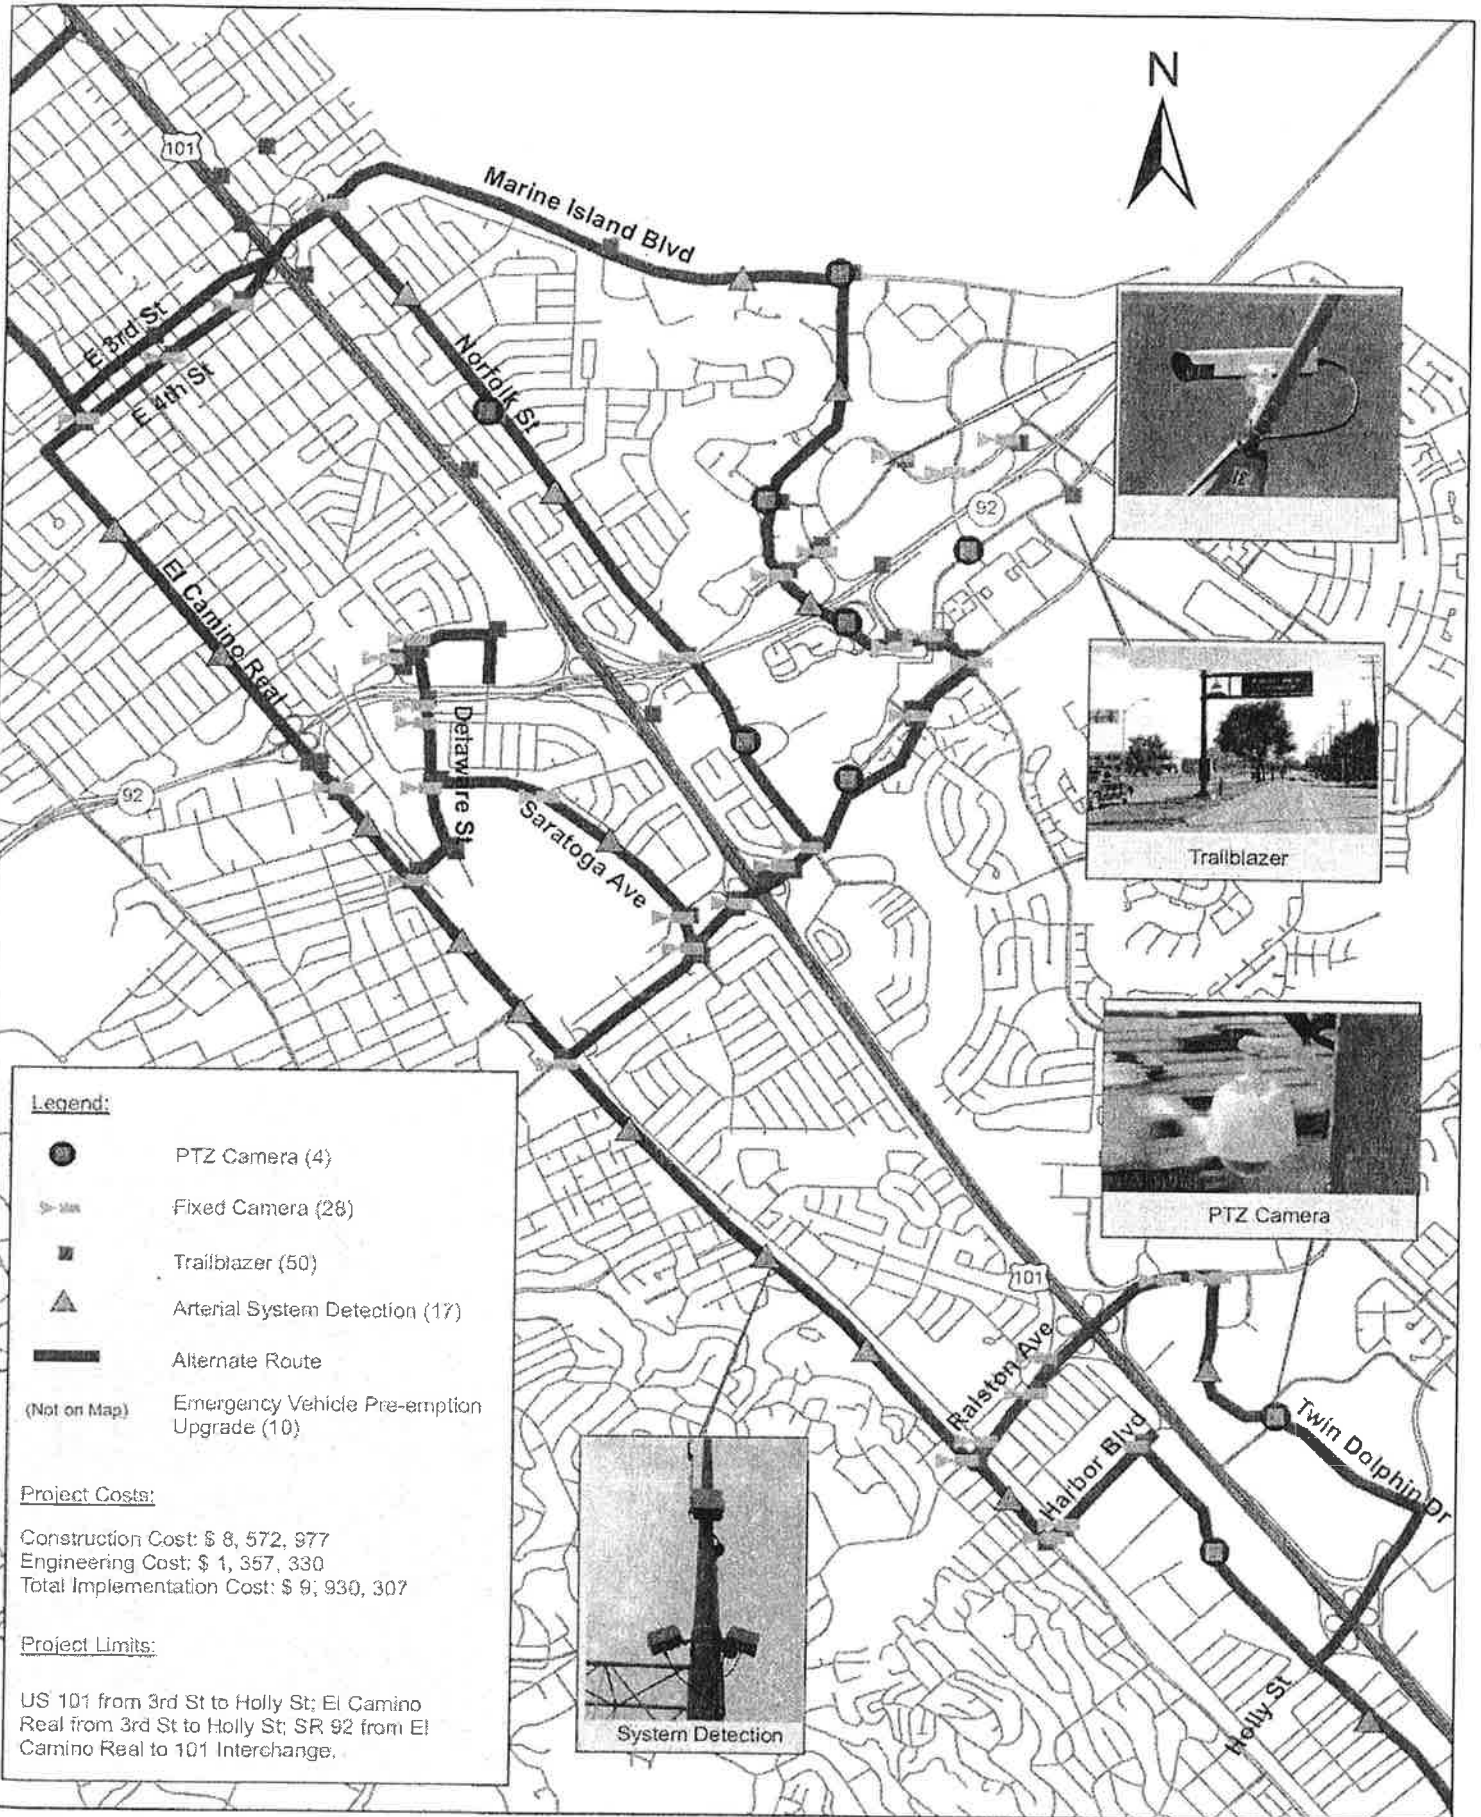 N
101
Marine Island Blvd
E 3rd St
E 4th St
Norfolk St
92
El Camino Real
Delaware St
92
Saratoga Ave
Trailblazer
PTZ Camera
101
Ralston Ave
Harbor Blvd
Twin Dolphin Dr
Holly St
System Detection
Legend:
PTZ Camera (4)
Fixed Camera (28)
Trailblazer (50)
Arterial System Detection (17)
Alternate Route
(Not on Map)
Emergency Vehicle Pre-emption
Upgrade (10)
Project Costs:
Construction Cost: $ 8, 572, 977
Engineering Cost: $ 1, 357, 330
Total Implementation Cost: $ 9, 930, 307
Project Limits:
US 101 from 3rd St to Holly St; El Camino
Real from 3rd St to Holly St; SR 92 from El
Camino Real to 101 Interchange.